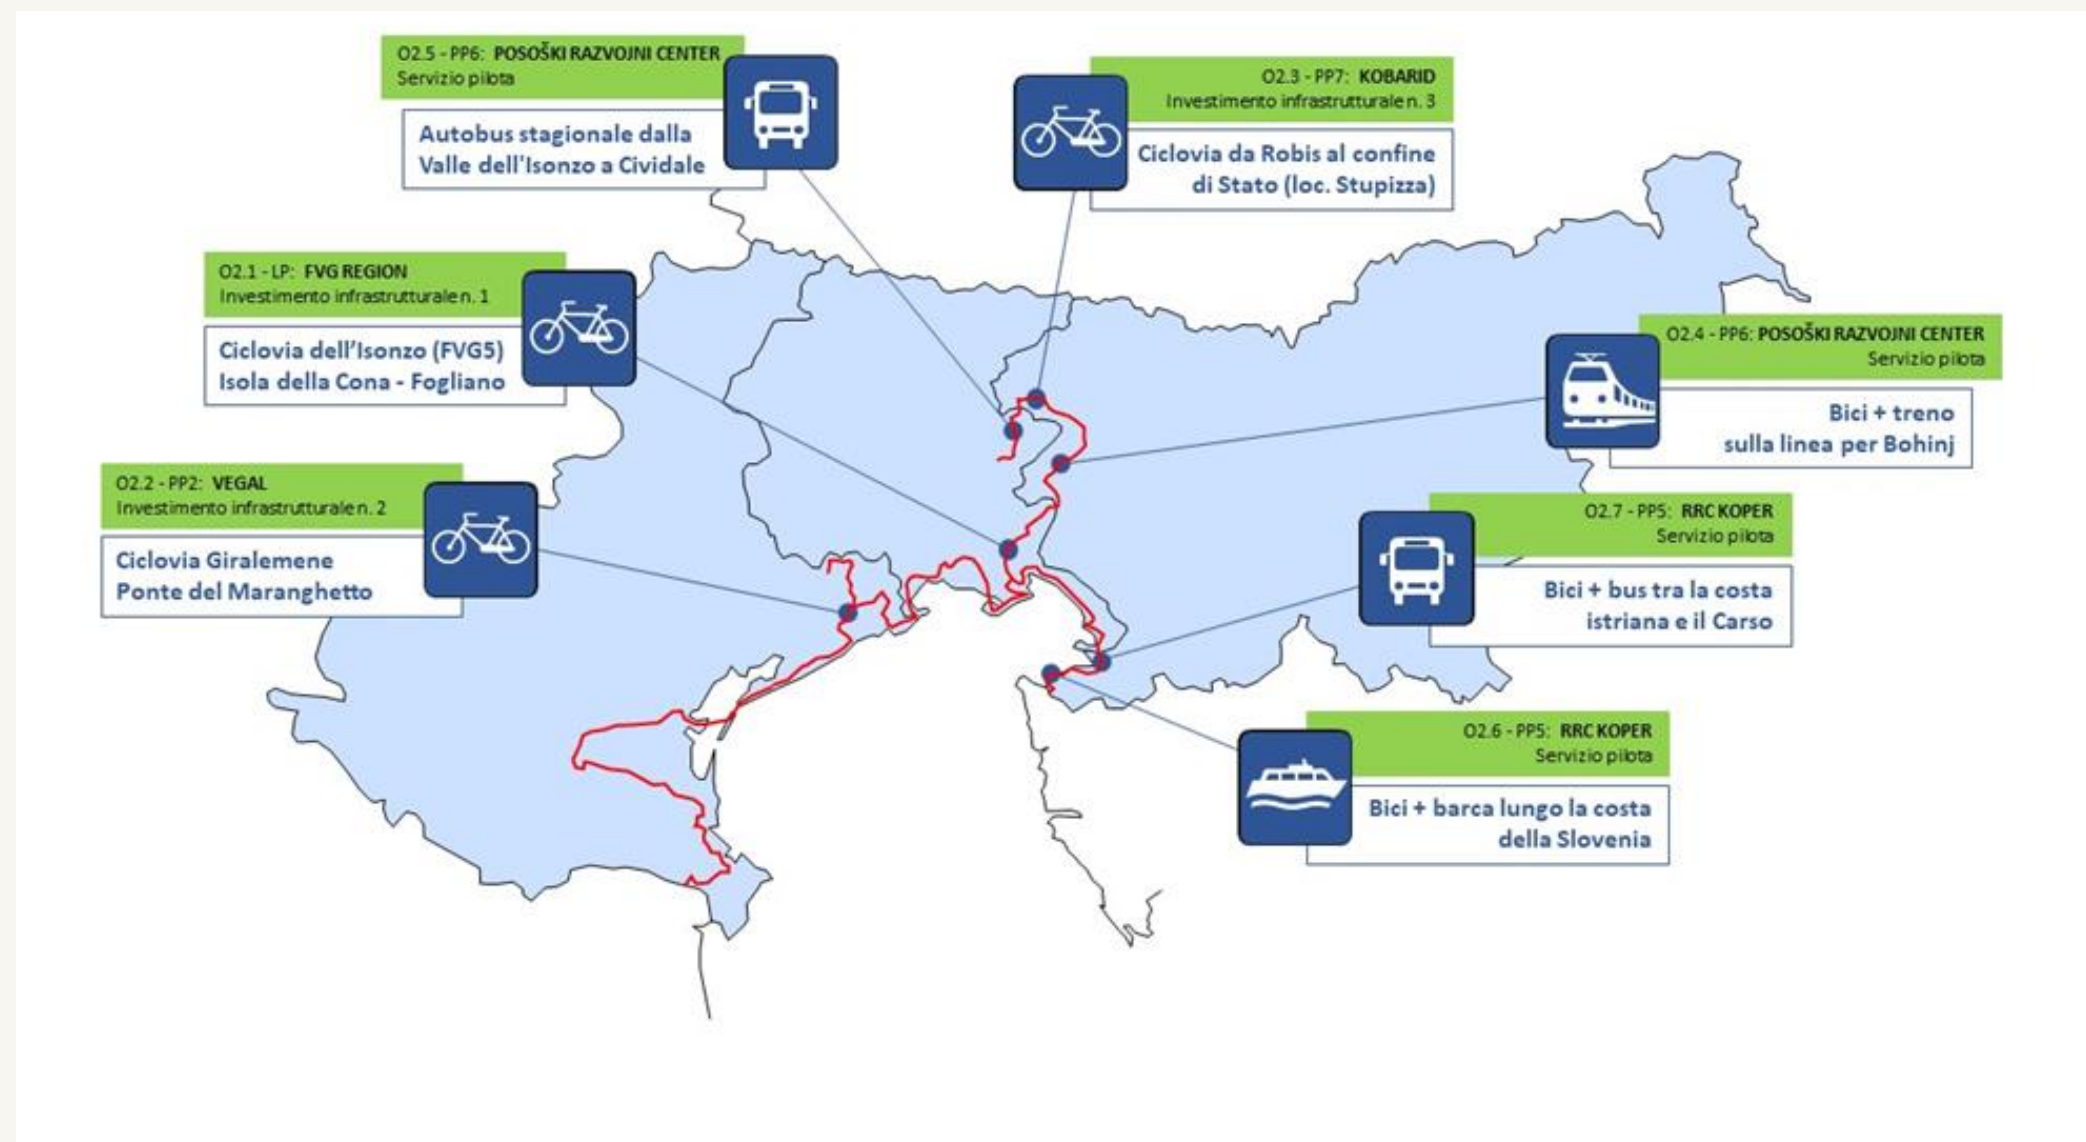 O2.5 - PP6: POSOŠKI RAZVOJNI CENTER
Servizio pilota
Autobus stagionale dalla
Valle dell'Isonzo a Cividale
O2.3 - PP7: KOBARID
Investimento infrastrutturale n. 3
Ciclovia da Robis al confine
di Stato (loc. Stupizza)
O2.1 - LP: FVG REGION
Investimento infrastrutturale n. 1
Ciclovia dell'Isonzo (FVG5)
Isola della Cona - Fogliano
O2.4 - PP6: POSOŠKI RAZVOJNI CENTER
Servizio pilota
Bici + treno
sulla linea per Bohinj
O2.2 - PP2: VEGAL
Investimento infrastrutturale n. 2
Ciclovia Giralemene
Ponte del Maranghetto
O2.7 - PP5: RRC KOPER
Servizio pilota
Bici + bus tra la costa
istriana e il Carso
O2.6 - PP5: RRC KOPER
Servizio pilota
Bici + barca lungo la costa
della Slovenia